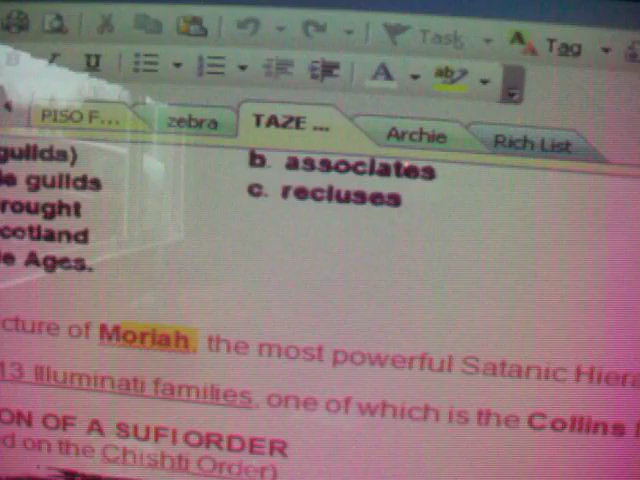 Task Tag
B I U A ab
PISO F... zebra TAZE ... Archie Rich List
guilds) b. associates
guilds c. recluses
rought
cotland
e Ages.
cture of Moriah, the most powerful Satanic Hiera
13 Illuminati families, one of which is the Collins
ON OF A SUFI ORDER
ed on the Chishti Order)